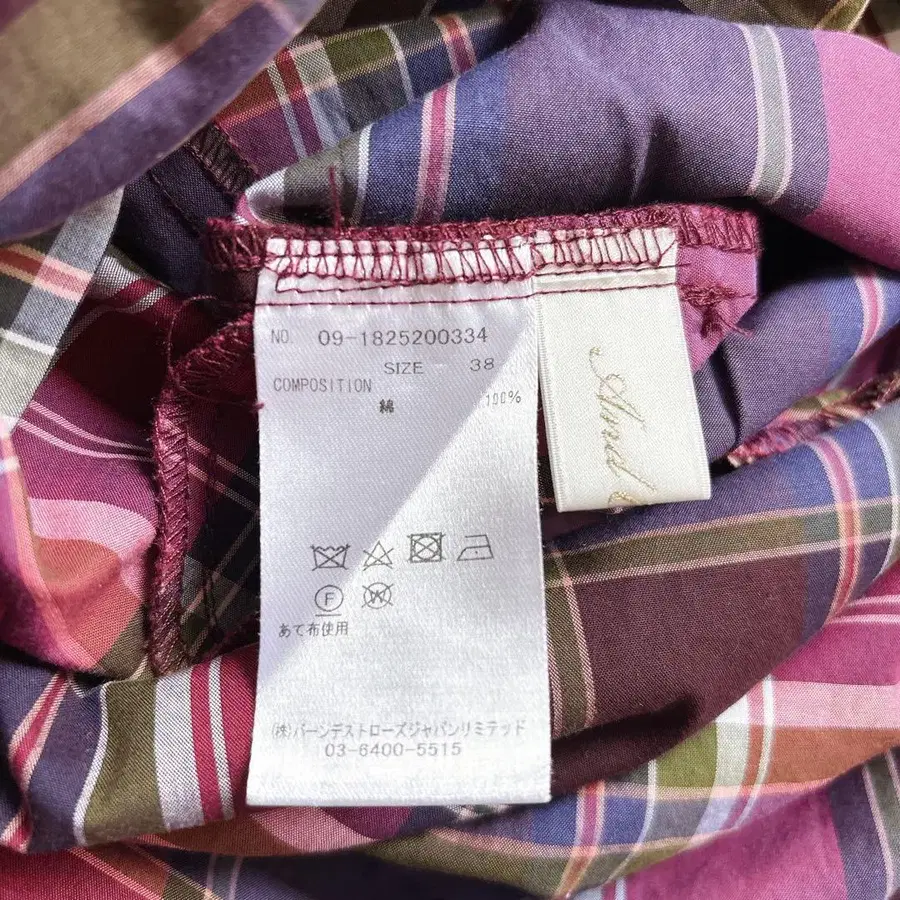 NO. 09-1825200334
SIZE 38
COMPOSITION
綿 100%
F
W
あて布使用
(株)バーンデストローズジャパンリミテッド
03-6400-5515
And